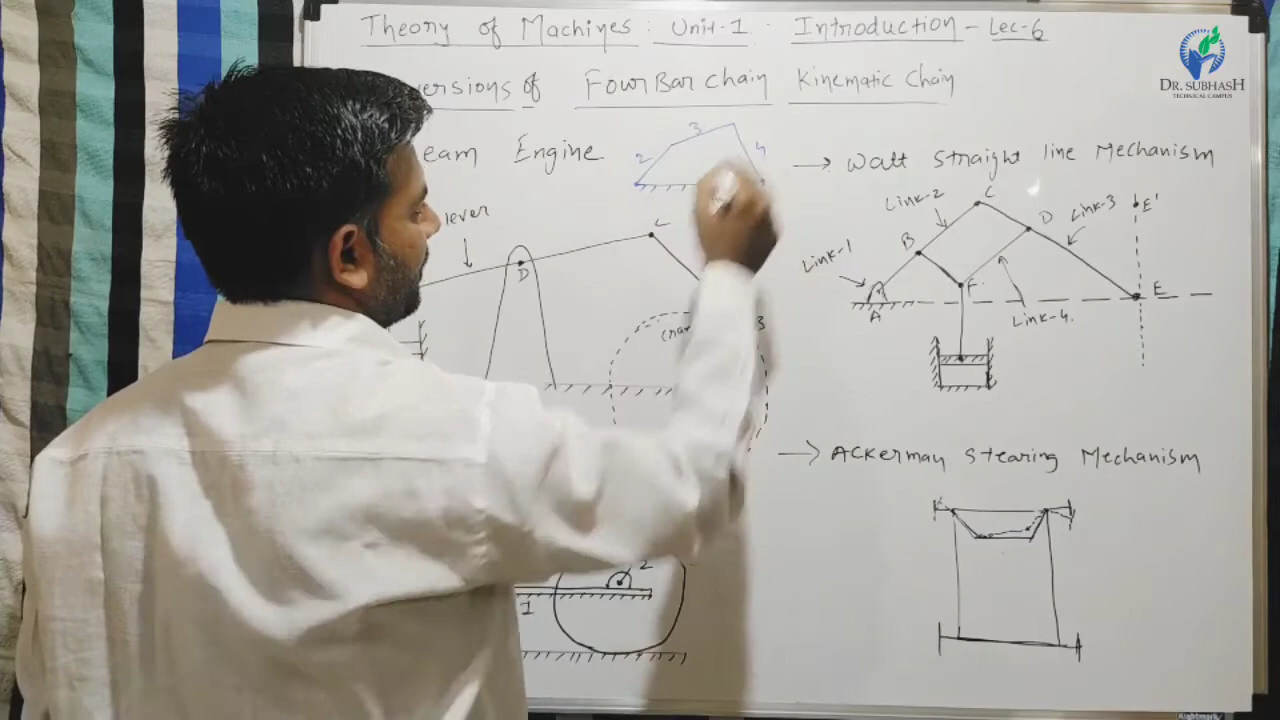 Theory of Machines: Unit-1. Introduction - Lec-6
DR. SUBHASH
TECHNICAL CAMPUS
ersions of Four Bar Chain Kinematic Chain
eam Engine
2 3 4
→ Watt Straight line Mechanism
lever
D
C
3
Link-1
Link-2
Link-3
Link-4.
A
B
C
D
E
E'
F
→ Ackerman Stearing Mechanism
1
2